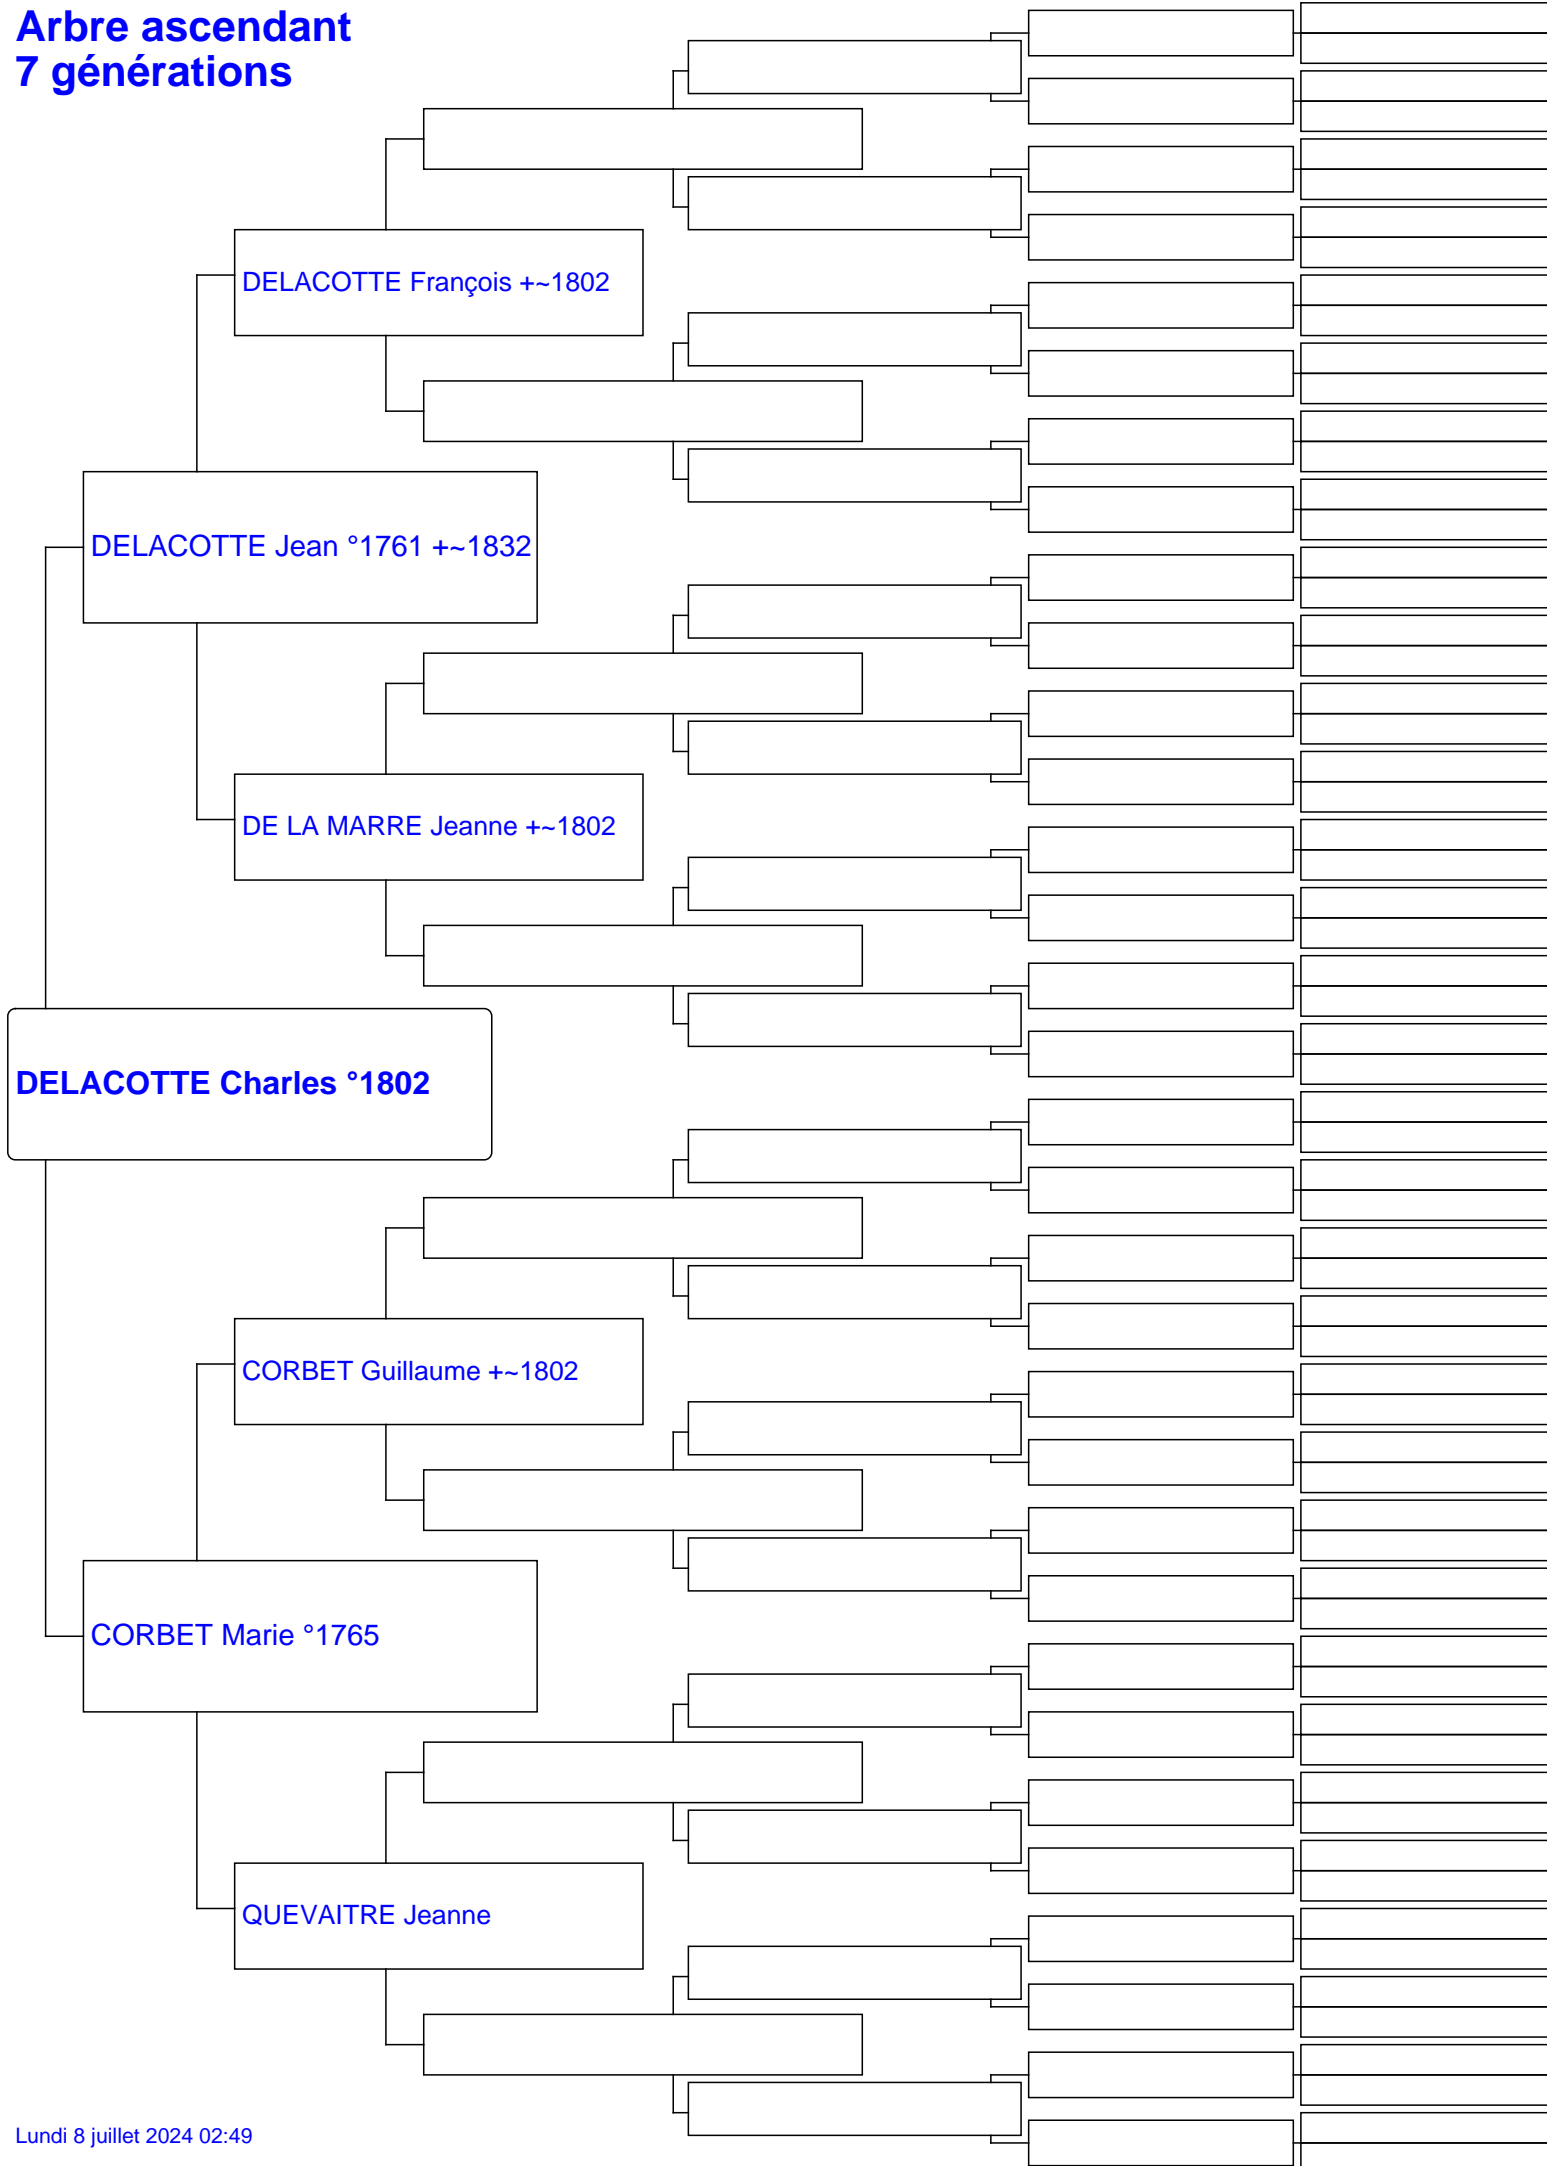 Arbre ascendant
7 générations
DELACOTTE François +~1802
DELACOTTE Jean °1761 +~1832
DE LA MARRE Jeanne +~1802
DELACOTTE Charles °1802
CORBET Guillaume +~1802
CORBET Marie °1765
QUEVAITRE Jeanne
Lundi 8 juillet 2024 02:49